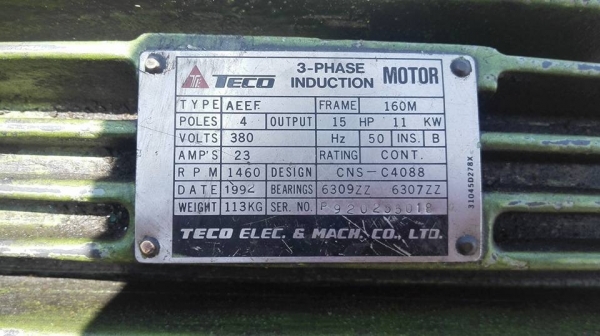 TECO 3-PHASE INDUCTION MOTOR
TYPE AEEF FRAME 160M
POLES 4 OUTPUT 15 HP 11 KW
VOLTS 380 Hz 50 INS. B
AMP'S 23 RATING CONT.
RPM 1460 DESIGN CNS-C4088
DATE 1992 BEARINGS 6309ZZ 6307ZZ
WEIGHT 113KG SER. NO.
TECO ELEC. & MACH. CO., LTD.
31045D278X